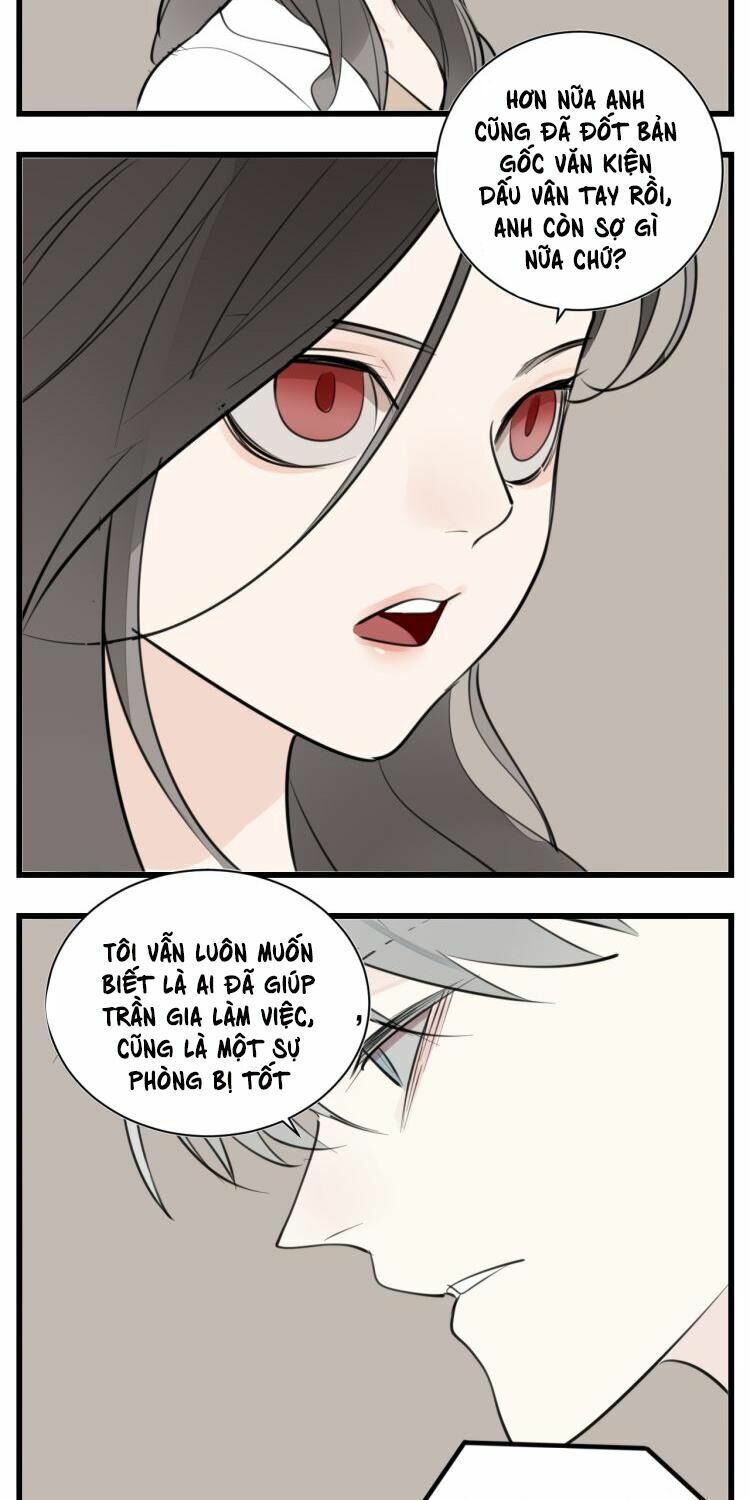 HƠN NỮA ANH
CŨNG ĐÃ ĐỐT BẢN
GỐC VĂN KIỆN
DẤU VÂN TAY RỒI,
ANH CÒN SỢ GÌ
NỮA CHỨ?
TÔI VẪN LUÔN MUỐN
BIẾT LÀ AI ĐÃ GIÚP
TRẦN GIA LÀM VIỆC,
CŨNG LÀ MỘT SỰ
PHÒNG BỊ TỐT